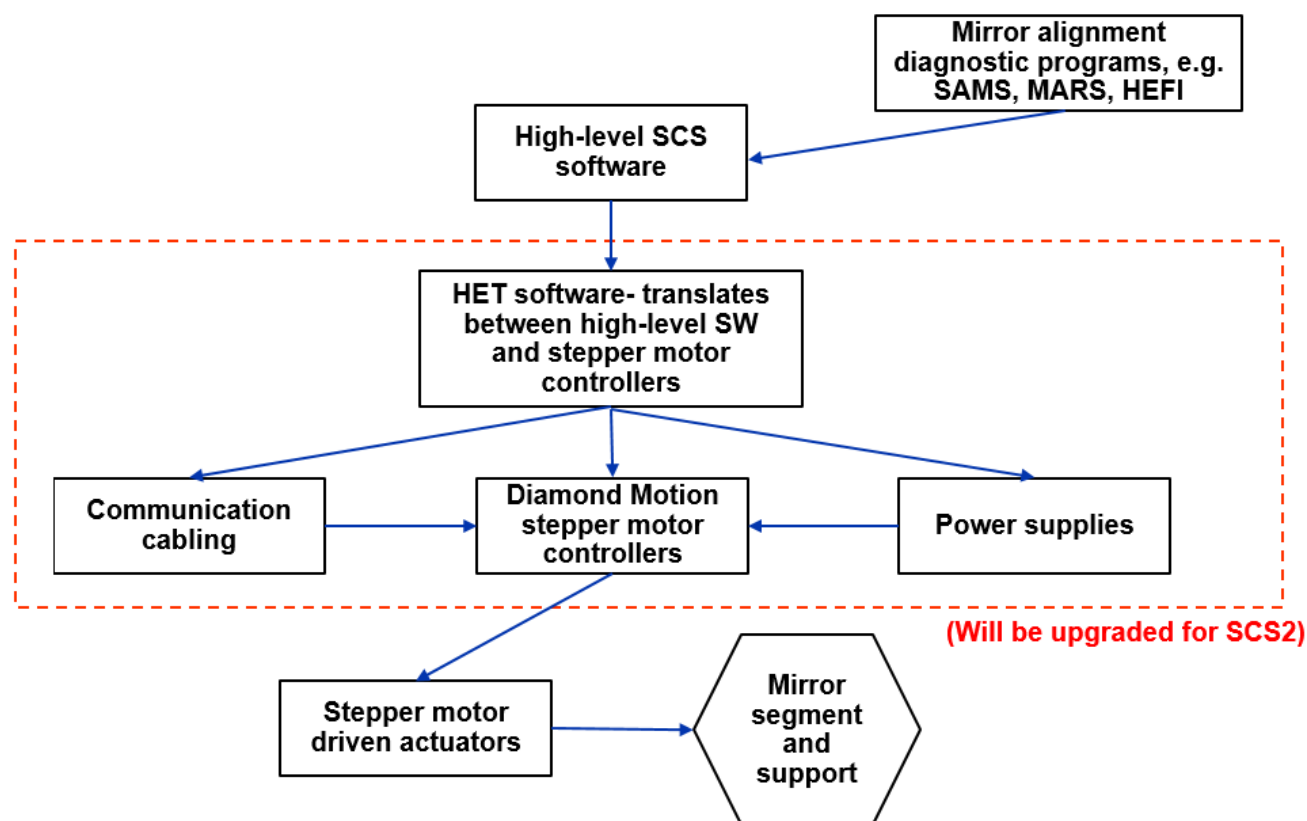 Mirror alignment
diagnostic programs, e.g.
SAMS, MARS, HEFI
High-level SCS
software
HET software- translates
between high-level SW
and stepper motor
controllers
Communication
cabling
Diamond Motion
stepper motor
controllers
Power supplies
(Will be upgraded for SCS2)
Stepper motor
driven actuators
Mirror
segment
and
support